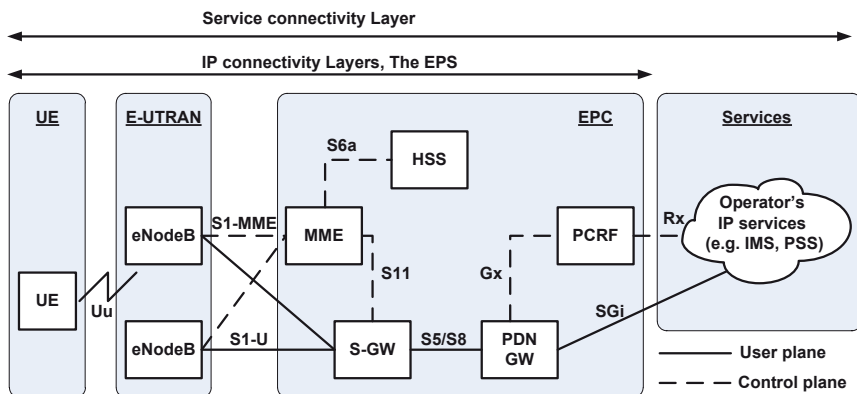 Service connectivity Layer
IP connectivity Layers, The EPS
UE
E-UTRAN
EPC
Services
S6a
HSS
eNodeB
S1-MME
MME
PCRF
Rx
Operator's
IP services
(e.g. IMS, PSS)
S11
Gx
UE
Uu
SGi
eNodeB
S1-U
S-GW
S5/S8
PDN
GW
User plane
Control plane